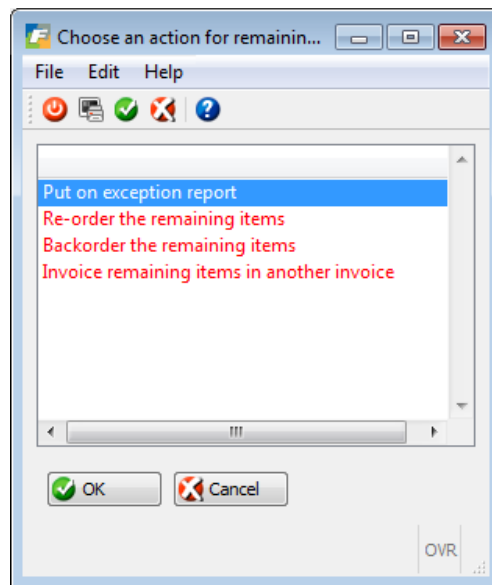 Choose an action for remainin...
File Edit Help
Put on exception report
Re-order the remaining items
Backorder the remaining items
Invoice remaining items in another invoice
OK Cancel
OVR